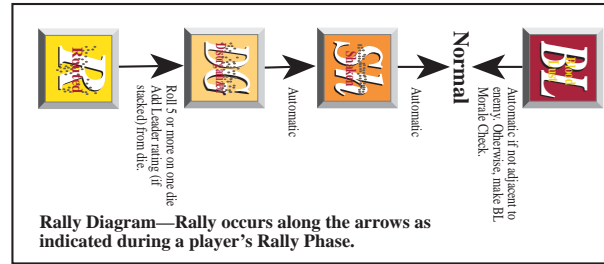 R
Routed
Roll 5 or more on one die
Add Leader rating (if
stacked) from die.
DG
Disorganized
Automatic
SH
Shaken
Automatic
Normal
Automatic if not adjacent to
enemy. Otherwise, make BL
Morale Check.
BL
Blood
Lust
Rally Diagram—Rally occurs along the arrows as
indicated during a player's Rally Phase.